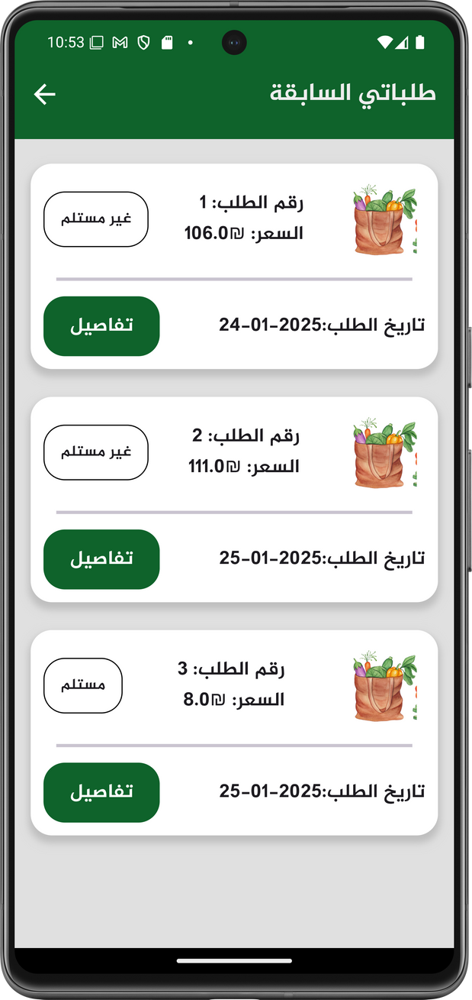 10:53
طلباتي السابقة
رقم الطلب: 1
السعر: ₪106.0
غير مستلم
تاريخ الطلب:2025-01-24
تفاصيل
رقم الطلب: 2
السعر: ₪111.0
غير مستلم
تاريخ الطلب:2025-01-25
تفاصيل
رقم الطلب: 3
السعر: ₪8.0
مستلم
تاريخ الطلب:2025-01-25
تفاصيل